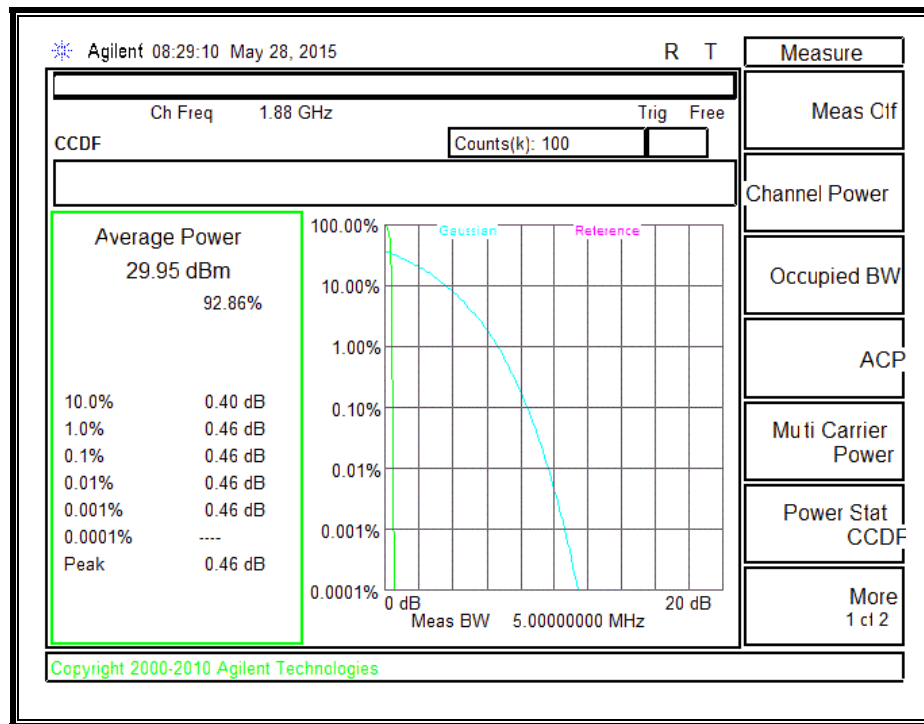 Agilent 08:29:10 May 28, 2015 R T
Ch Freq 1.88 GHz Trig Free
CCDF Counts(k): 100
Average Power
29.95 dBm
92.86%
10.0% 0.40 dB
1.0% 0.46 dB
0.1% 0.46 dB
0.01% 0.46 dB
0.001% 0.46 dB
0.0001% ----
Peak 0.46 dB
Gaussian Reference
100.00%
10.00%
1.00%
0.10%
0.01%
0.001%
0.0001%
0 dB 20 dB
Meas BW 5.00000000 MHz
Measure
Meas Off
Channel Power
Occupied BW
ACP
Multi Carrier
Power
Power Stat
CCDF
More
1 of 2
Copyright 2000-2010 Agilent Technologies